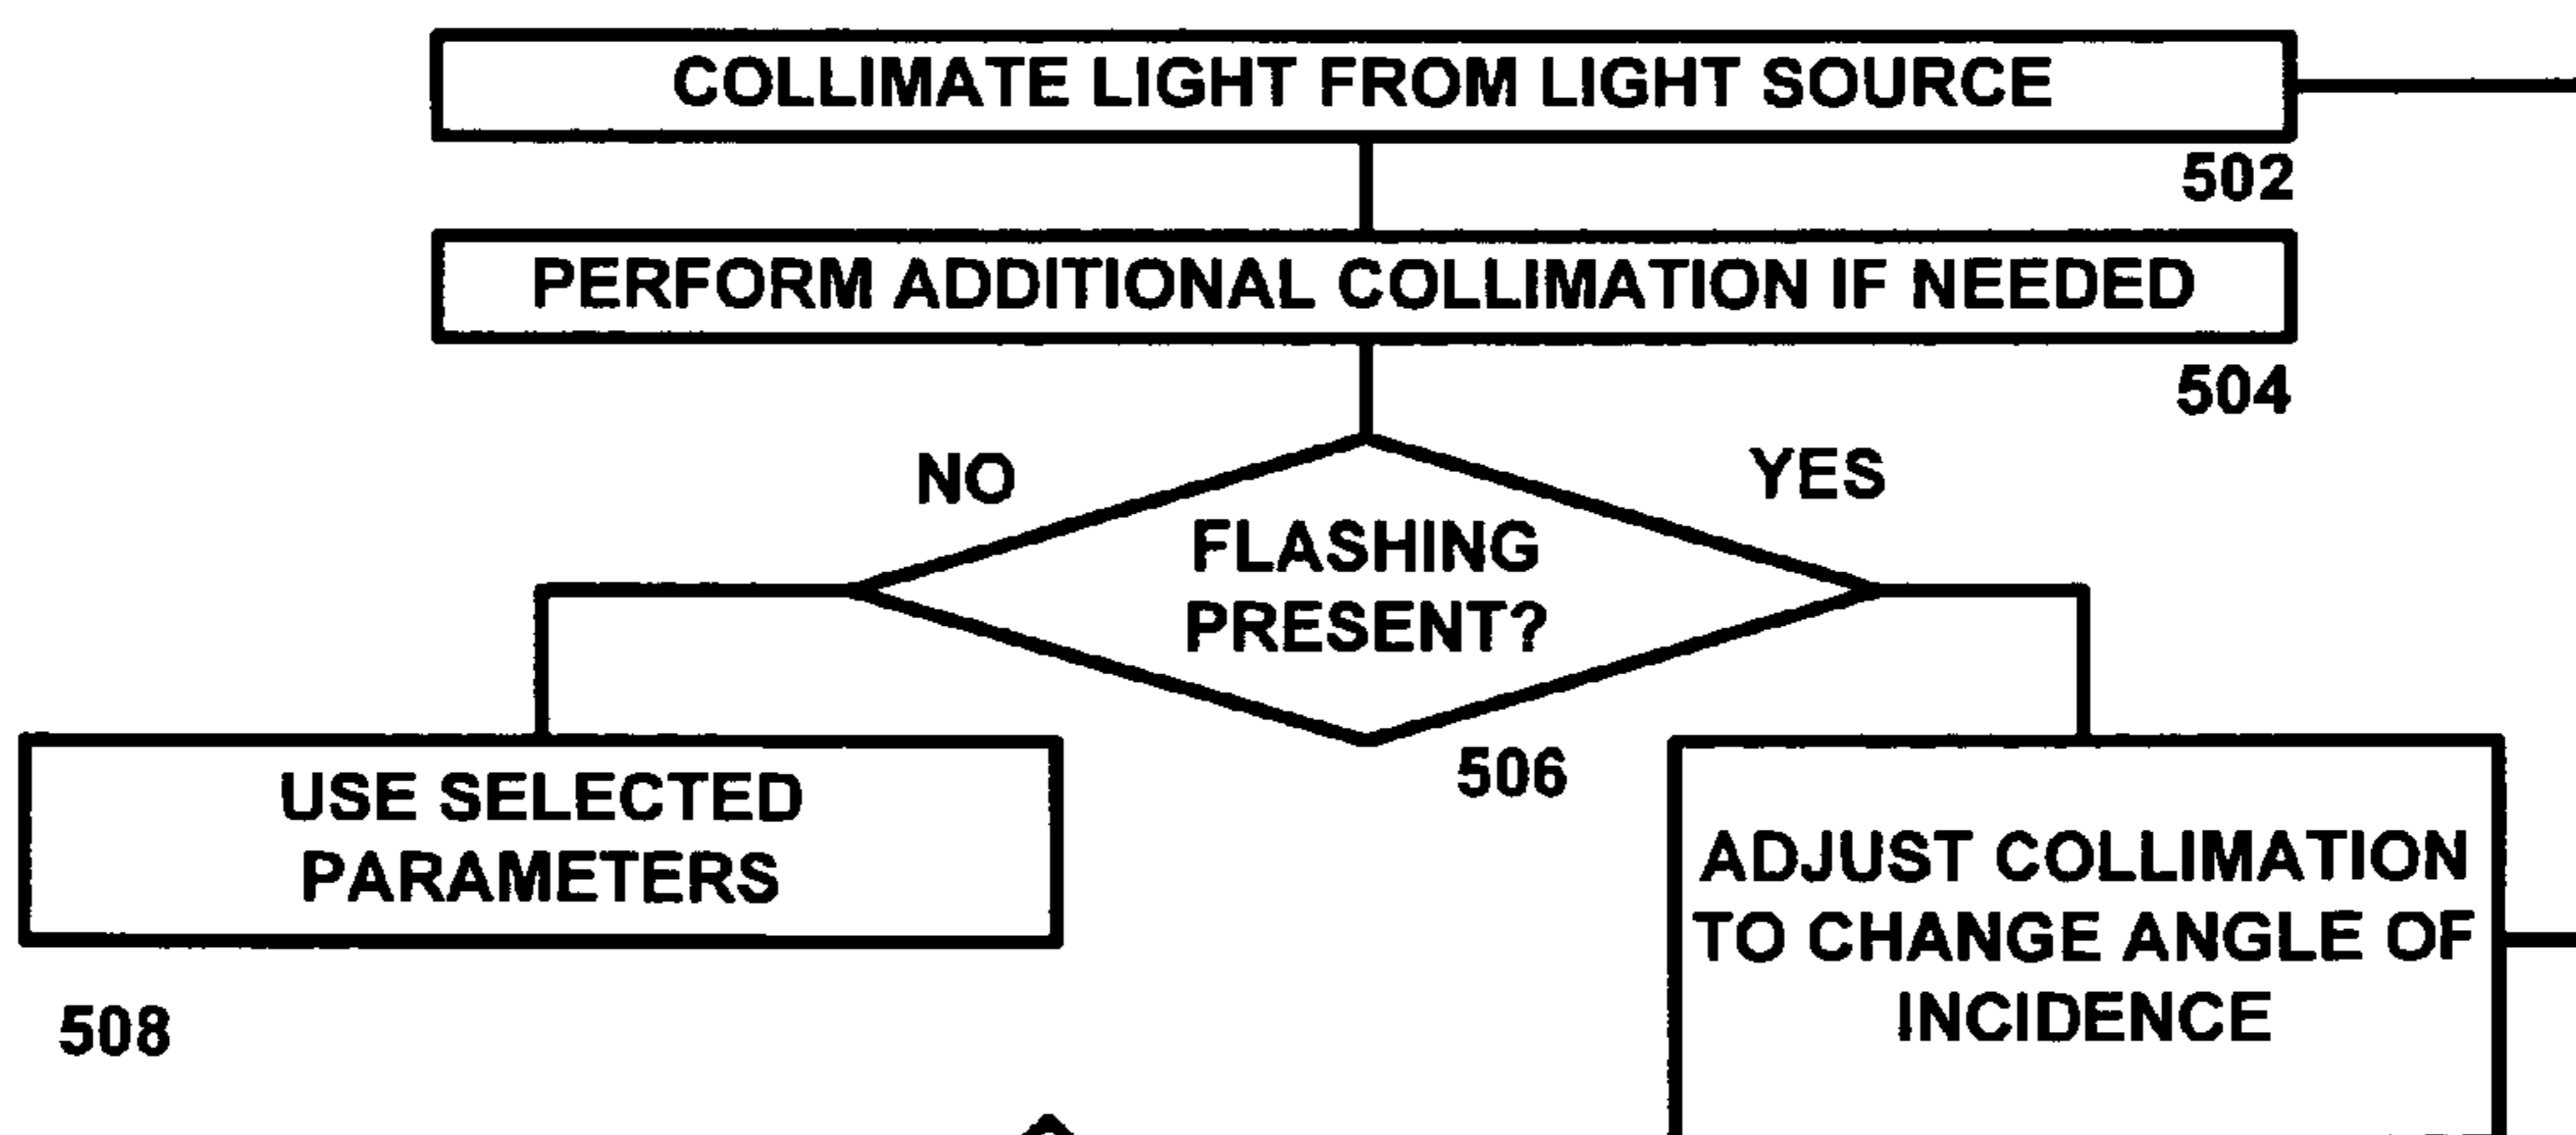 COLLIMATE LIGHT FROM LIGHT SOURCE
502
PERFORM ADDITIONAL COLLIMATION IF NEEDED
504
NO
YES
FLASHING
PRESENT?
506
USE SELECTED
PARAMETERS
508
ADJUST COLLIMATION
TO CHANGE ANGLE OF
INCIDENCE